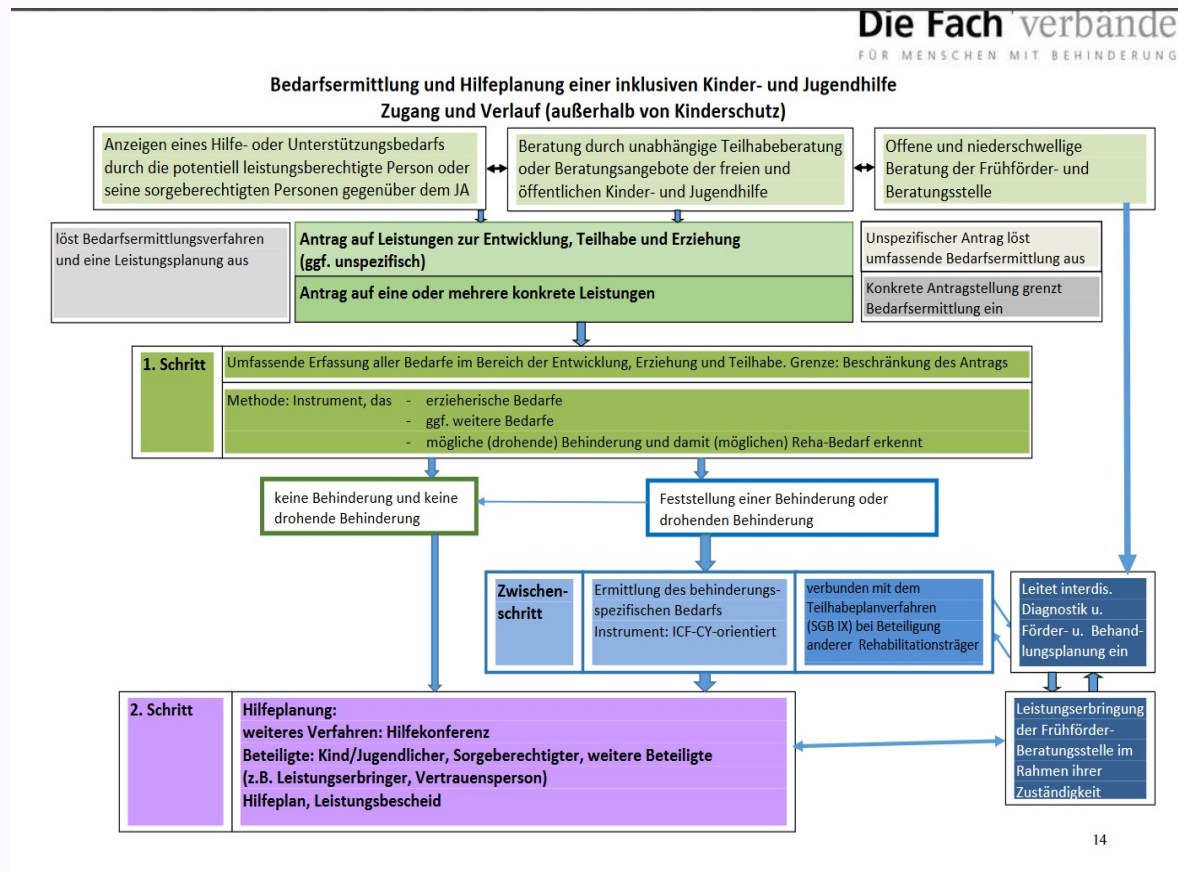 Die Fach verbände
FÜR MENSCHEN MIT BEHINDERUNG
Bedarfsermittlung und Hilfeplanung einer inklusiven Kinder- und Jugendhilfe
Zugang und Verlauf (außerhalb von Kinderschutz)
Anzeigen eines Hilfe- oder Unterstützungsbedarfs
durch die potentiell leistungsberechtigte Person oder
seine sorgeberechtigten Personen gegenüber dem JA
Beratung durch unabhängige Teilhabeberatung
oder Beratungsangebote der freien und
öffentlichen Kinder- und Jugendhilfe
Offene und niederschwellige
Beratung der Frühförder- und
Beratungsstelle
löst Bedarfsermittlungsverfahren
und eine Leistungsplanung aus
Antrag auf Leistungen zur Entwicklung, Teilhabe und Erziehung
(ggf. unspezifisch)
Antrag auf eine oder mehrere konkrete Leistungen
Unspezifischer Antrag löst
umfassende Bedarfsermittlung aus
Konkrete Antragstellung grenzt
Bedarfsermittlung ein
1. Schritt
Umfassende Erfassung aller Bedarfe im Bereich der Entwicklung, Erziehung und Teilhabe. Grenze: Beschränkung des Antrags
Methode: Instrument, das - erzieherische Bedarfe
- ggf. weitere Bedarfe
- mögliche (drohende) Behinderung und damit (möglichen) Reha-Bedarf erkennt
keine Behinderung und keine
drohende Behinderung
Feststellung einer Behinderung oder
drohenden Behinderung
Zwischen-
schritt
Ermittlung des behinderungs-
spezifischen Bedarfs
Instrument: ICF-CY-orientiert
verbunden mit dem
Teilhabeplanverfahren
(SGB IX) bei Beteiligung
anderer Rehabilitationsträger
Leitet interdis.
Diagnostik u.
Förder- u. Behand-
lungsplanung ein
2. Schritt
Hilfeplanung:
weiteres Verfahren: Hilfekonferenz
Beteiligte: Kind/Jugendlicher, Sorgeberechtigter, weitere Beteiligte
(z.B. Leistungserbringer, Vertrauensperson)
Hilfeplan, Leistungsbescheid
Leistungserbringung
der Frühförder-
Beratungsstelle im
Rahmen ihrer
Zuständigkeit
14